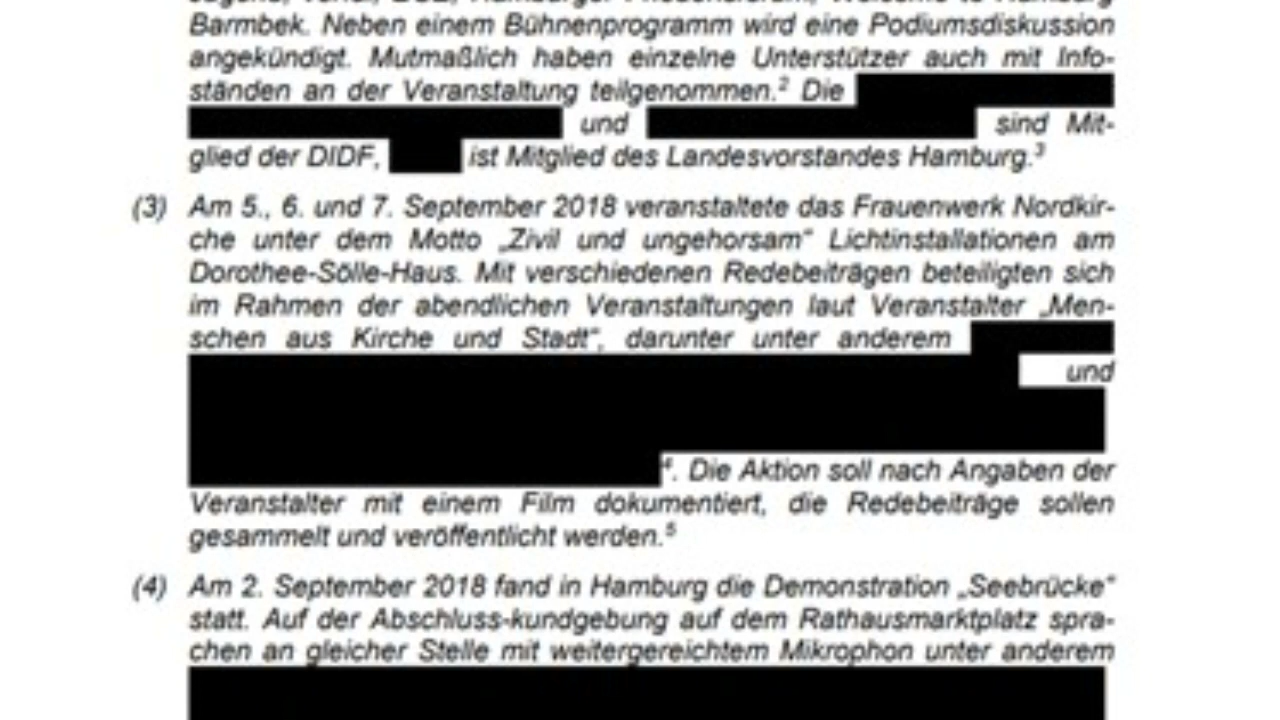 Barmbek. Neben einem Bühnenprogramm wird eine Podiumsdiskussion
angekündigt. Mutmaßlich haben einzelne Unterstützer auch mit Info-
ständen an der Veranstaltung teilgenommen.² Die
und sind Mit-
glied der DIDF, ist Mitglied des Landesvorstandes Hamburg.³
(3) Am 5., 6. und 7. September 2018 veranstaltete das Frauenwerk Nordkir-
che unter dem Motto „Zivil und ungehorsam“ Lichtinstallationen am
Dorothee-Sölle-Haus. Mit verschiedenen Redebeiträgen beteiligten sich
im Rahmen der abendlichen Veranstaltungen laut Veranstalter „Men-
schen aus Kirche und Stadt“, darunter unter anderem
und
⁴. Die Aktion soll nach Angaben der
Veranstalter mit einem Film dokumentiert, die Redebeiträge sollen
gesammelt und veröffentlicht werden.⁵
(4) Am 2. September 2018 fand in Hamburg die Demonstration „Seebrücke“
statt. Auf der Abschluss-kundgebung auf dem Rathausmarktplatz spra-
chen an gleicher Stelle mit weitergereichtem Mikrophon unter anderem